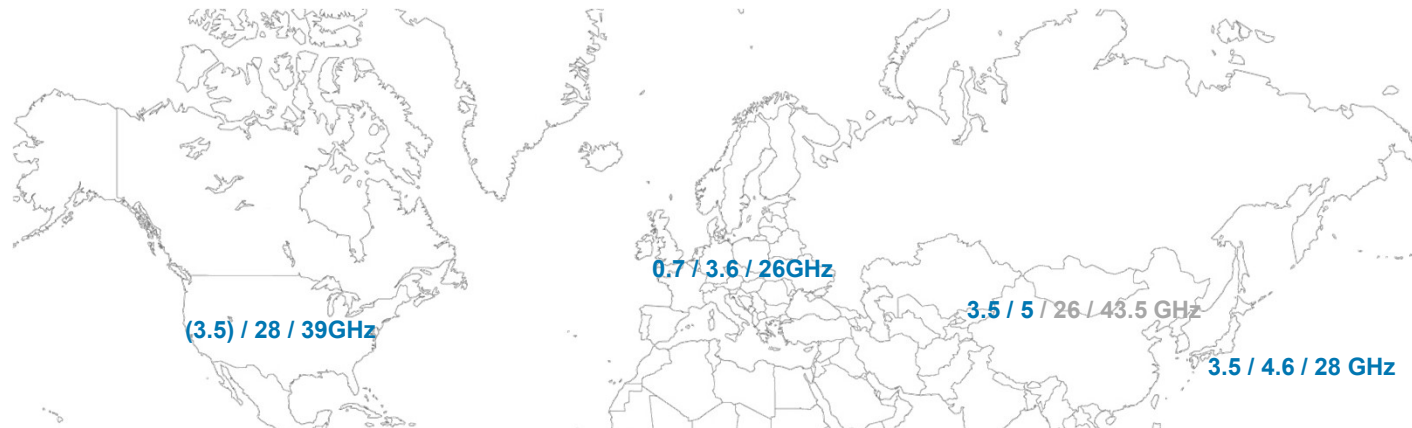 0.7 / 3.6 / 26GHz
3.5 / 5 / 26 / 43.5 GHz
(3.5) / 28 / 39GHz
3.5 / 4.6 / 28 GHz